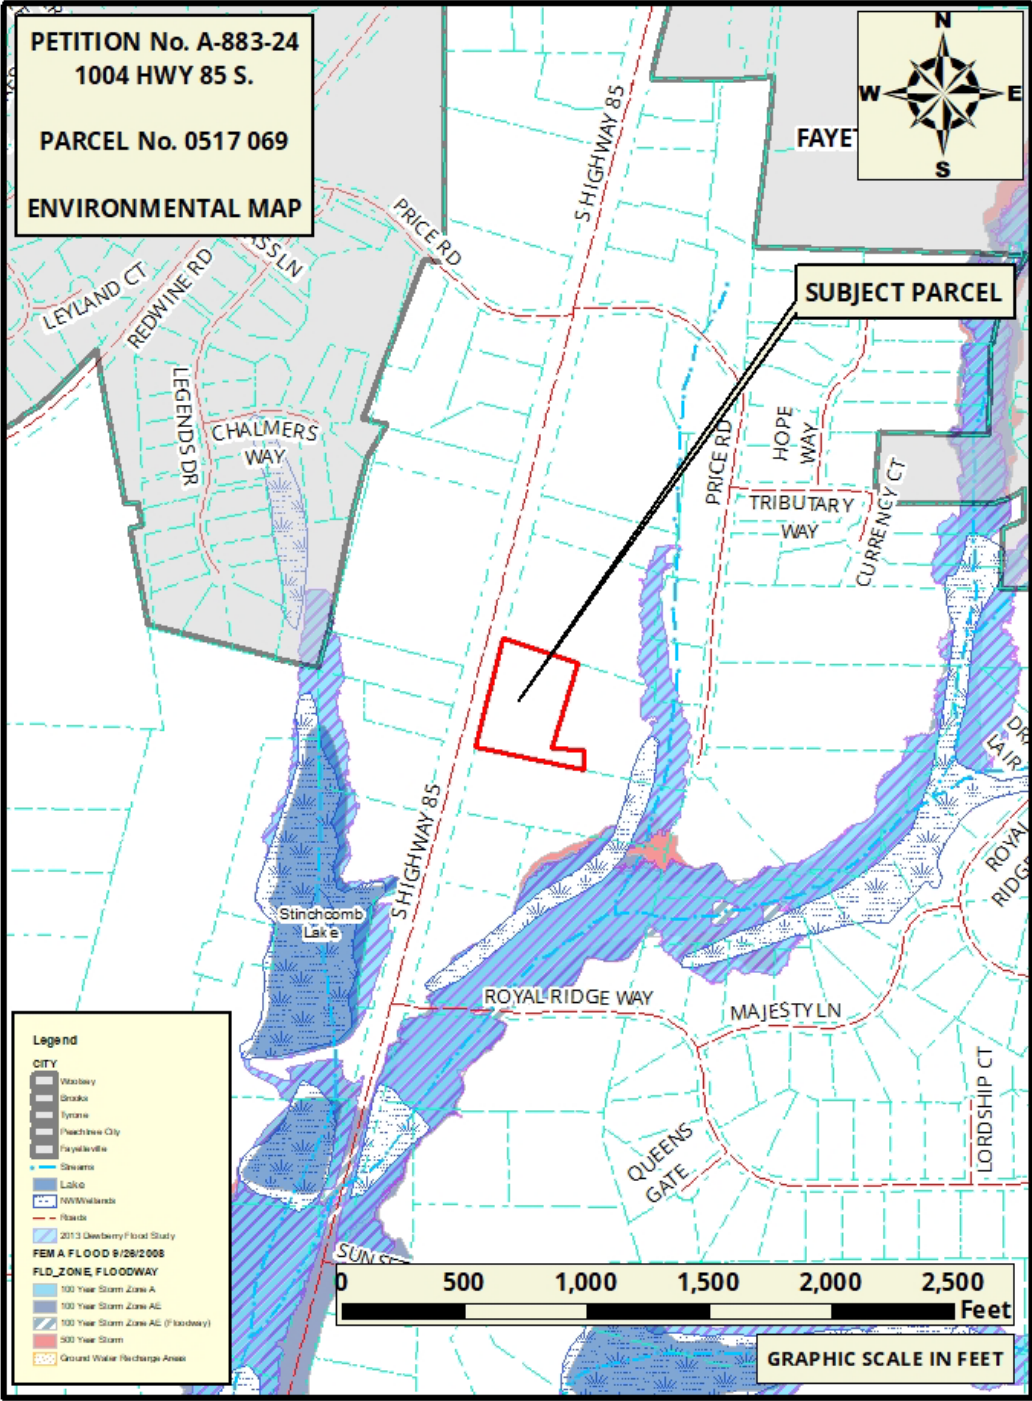 PETITION No. A-883-24
1004 HWY 85 S.
PARCEL No. 0517 069
ENVIRONMENTAL MAP
N
W
E
S
FAYET
S HIGHWAY 85
PRICE RD
LEYLAND CT
REDWINE RD
SUBJECT PARCEL
LEGENDS DR
CHALMERS
WAY
HOPE
WAY
PRICE RD
TRIBUTARY
WAY
CURRENCY CT
LAIR
S HIGHWAY 85
ROYAL
RIDGE
Stinchcomb
Lake
ROYAL RIDGE WAY
MAJESTY LN
LORDSHIP CT
QUEENS
GATE
Legend
CITY
Woolsey
Brooks
Tyrone
Peachtree City
Fayetteville
Streams
Lake
NWI Wetlands
Roads
2013 Dewberry Flood Study
FEMA FLOOD 9/26/2008
FLD_ZONE, FLOODWAY
100 Year Storm Zone A
100 Year Storm Zone AE
100 Year Storm Zone AE (Floodway)
500 Year Storm
Ground Water Recharge Areas
0 500 1,000 1,500 2,000 2,500
Feet
GRAPHIC SCALE IN FEET